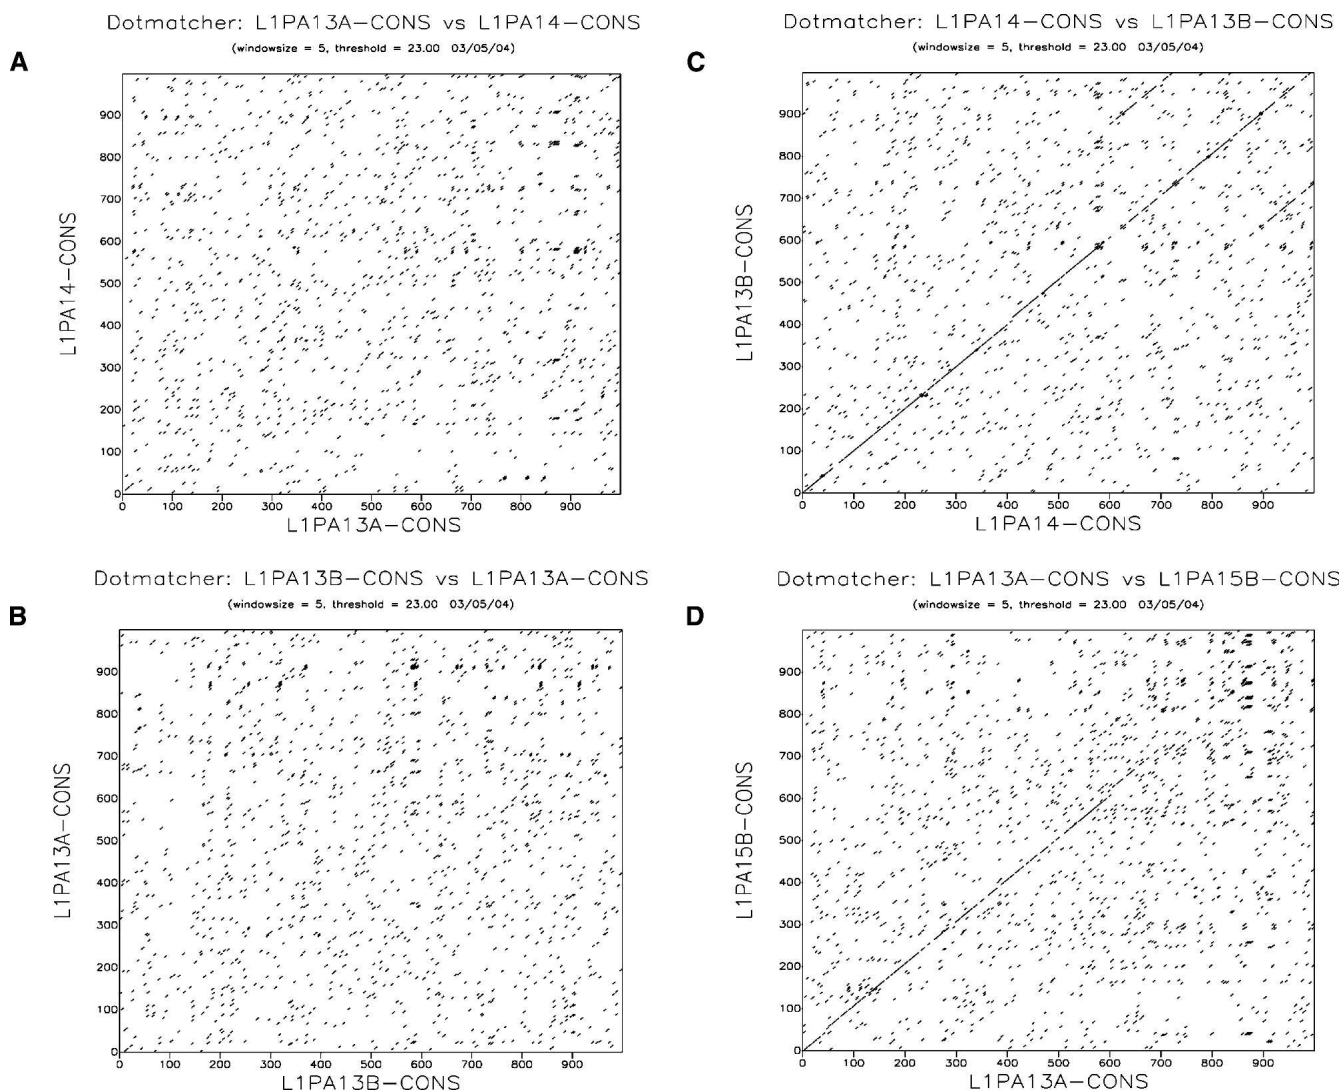 Dotmatcher: L1PA13A-CONS vs L1PA14-CONS
(windowsize = 5, threshold = 23.00 03/05/04)
A
900
800
700
600
500
400
300
200
100
0
L1PA14-CONS
0 100 200 300 400 500 600 700 800 900
L1PA13A-CONS
Dotmatcher: L1PA14-CONS vs L1PA13B-CONS
(windowsize = 5, threshold = 23.00 03/05/04)
C
900
800
700
600
500
400
300
200
100
0
L1PA13B-CONS
0 100 200 300 400 500 600 700 800 900
L1PA14-CONS
Dotmatcher: L1PA13B-CONS vs L1PA13A-CONS
(windowsize = 5, threshold = 23.00 03/05/04)
B
900
800
700
600
500
400
300
200
100
0
L1PA13A-CONS
0 100 200 300 400 500 600 700 800 900
L1PA13B-CONS
Dotmatcher: L1PA13A-CONS vs L1PA15B-CONS
(windowsize = 5, threshold = 23.00 03/05/04)
D
900
800
700
600
500
400
300
200
100
0
L1PA15B-CONS
0 100 200 300 400 500 600 700 800 900
L1PA13A-CONS